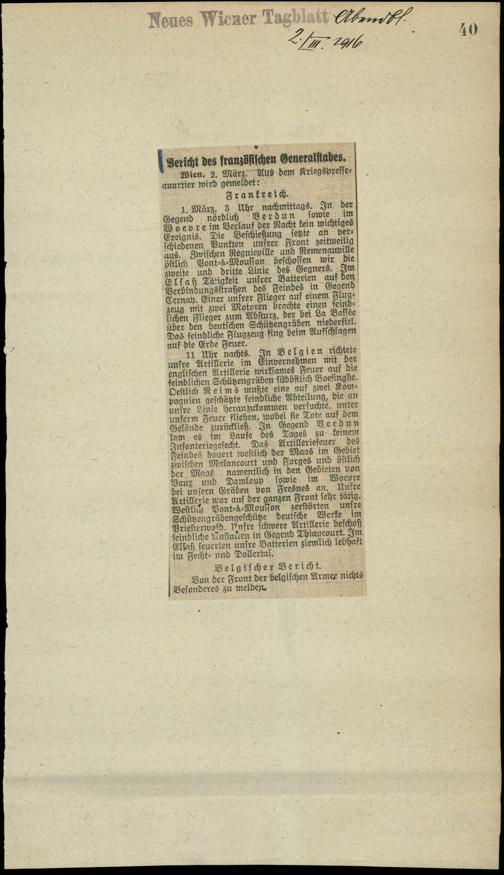 Neues Wiener Tagblatt Abendbl.
2./III. 1916
40
Bericht des französischen Generalstabes.
Wien, 2. März. Aus dem Kriegspresse-
quartier wird gemeldet:
Frankreich.
1. März, 3 Uhr nachmittags. In der
Gegend nördlich Verdun sowie im
Woevre im Verlauf der Nacht kein wichtiges
Ereignis. Die Beschießung setzte an ver-
schiedenen Punkten unsrer Front zeitweilig
aus. Zwischen Regnieville und Remenauville
östlich Pont-à-Mousson beschossen wir die
zweite und dritte Linie des Gegners. Im
Elsaß Tätigkeit unsrer Batterien auf den
Verbindungsstraßen des Feindes in Gegend
Cernay. Einer unsrer Flieger auf einem Flug-
zeug mit zwei Motoren brachte einen feind-
lichen Flieger zum Absturz, der bei La Bassée
über den deutschen Schützengräben niederfiel.
Das feindliche Flugzeug fing beim Aufschlagen
auf die Erde Feuer.
11 Uhr nachts. In Belgien richtete
unsre Artillerie im Einvernehmen mit der
englischen Artillerie wirksames Feuer auf die
feindlichen Schützengräben südöstlich Boesinghe.
Oestlich Reims mußte eine auf zwei Kom-
pagnien geschätzte feindliche Abteilung, die an
unsre Linie heranzukommen versuchte, unter
unserm Feuer fliehen, wobei sie Tote auf dem
Gelände zurückließ. In Gegend Verdun
kam es im Laufe des Tages zu keinem
Infanteriegefecht. Das Artilleriefeuer des
Feindes dauert westlich der Maas im Gebiet
zwischen Malancourt und Forges und östlich
der Maas namentlich in den Gebieten von
Vaux und Damloup sowie im Woevre
bei unsern Gräben von Fresnes an. Unsre
Artillerie war auf der ganzen Front sehr tätig.
Westlich Pont-à-Mousson zerstörten unsre
Schützengrabengeschütze deutsche Werke im
Priesterwald. Unsre schwere Artillerie beschoß
feindliche Anstalten in Gegend Thiaucourt. Im
Elsaß feuerten unsre Batterien ziemlich lebhaft
im Fecht- und Dollertal.
Belgischer Bericht.
Von der Front der belgischen Armee nichts
Besonderes zu melden.